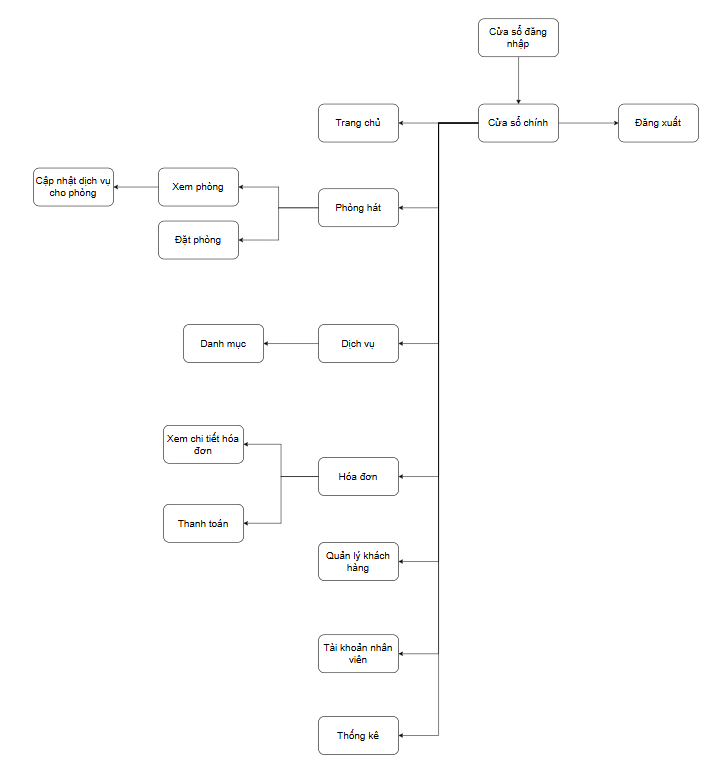 Cửa sổ đăng
nhập
Trang chủ
Cửa sổ chính
Đăng xuất
Cập nhật dịch vụ
cho phòng
Xem phòng
Phòng hát
Đặt phòng
Danh mục
Dịch vụ
Xem chi tiết hóa
đơn
Hóa đơn
Thanh toán
Quản lý khách
hàng
Tài khoản nhân
viên
Thống kê